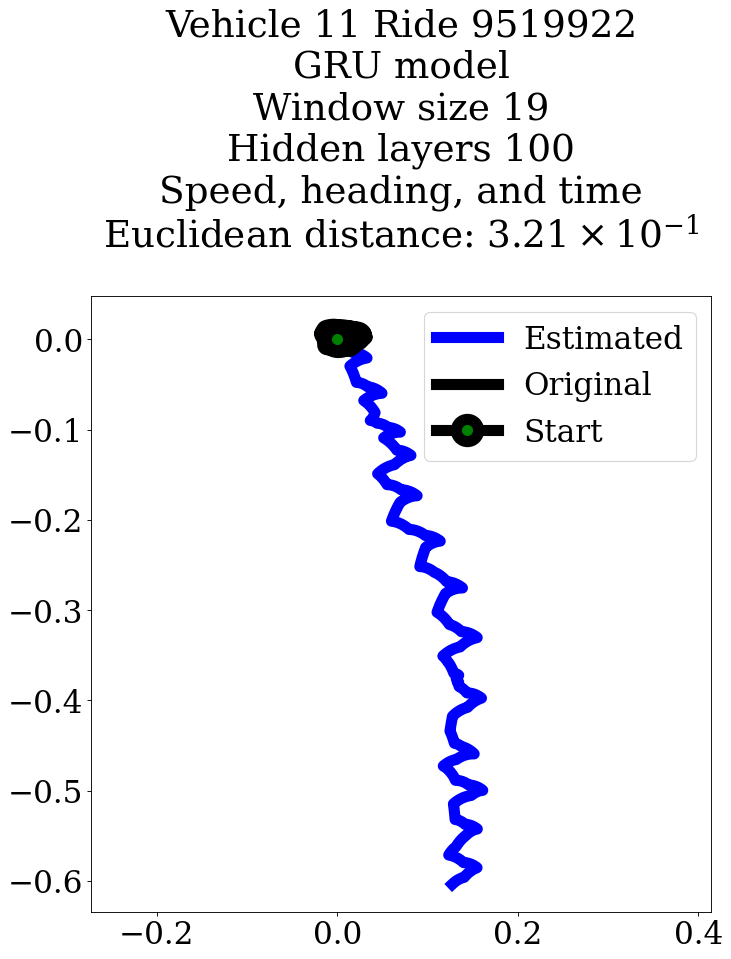 Vehicle 11 Ride 9519922
GRU model
Window size 19
Hidden layers 100
Speed, heading, and time
Euclidean distance: 3.21 × 10⁻¹
Estimated
Original
Start
0.0
−0.1
−0.2
−0.3
−0.4
−0.5
−0.6
−0.2 0.0 0.2 0.4